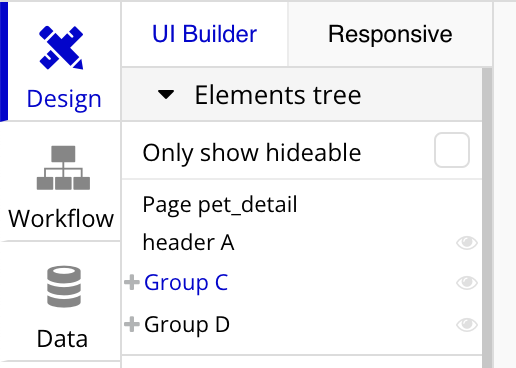 UI Builder
Responsive
Design
Elements tree
Only show hideable
Workflow
Page pet_detail
header A
Group C
Group D
Data